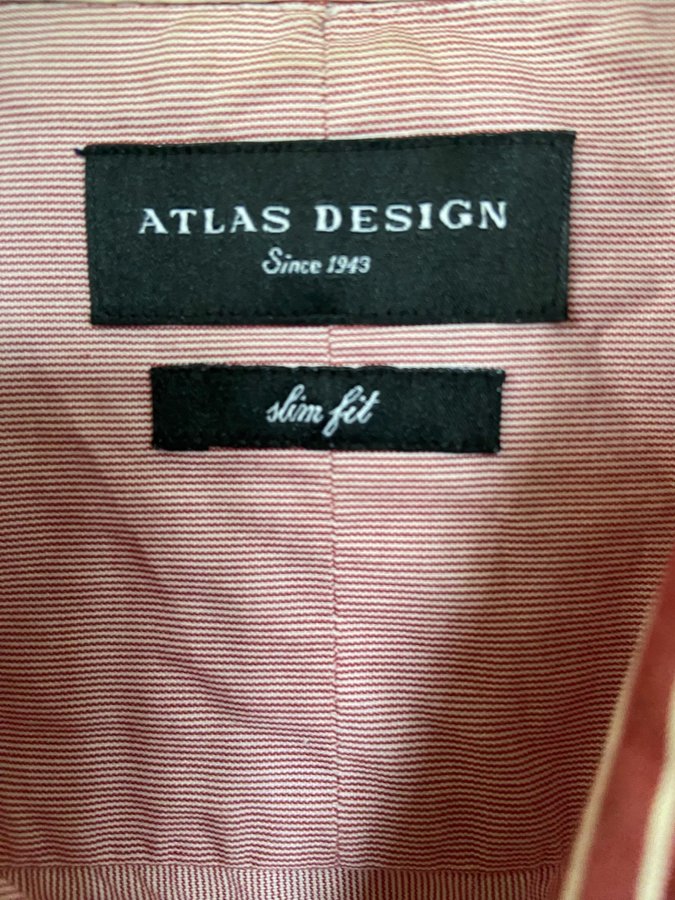 ATLAS DESIGN
Since 1943
slim fit